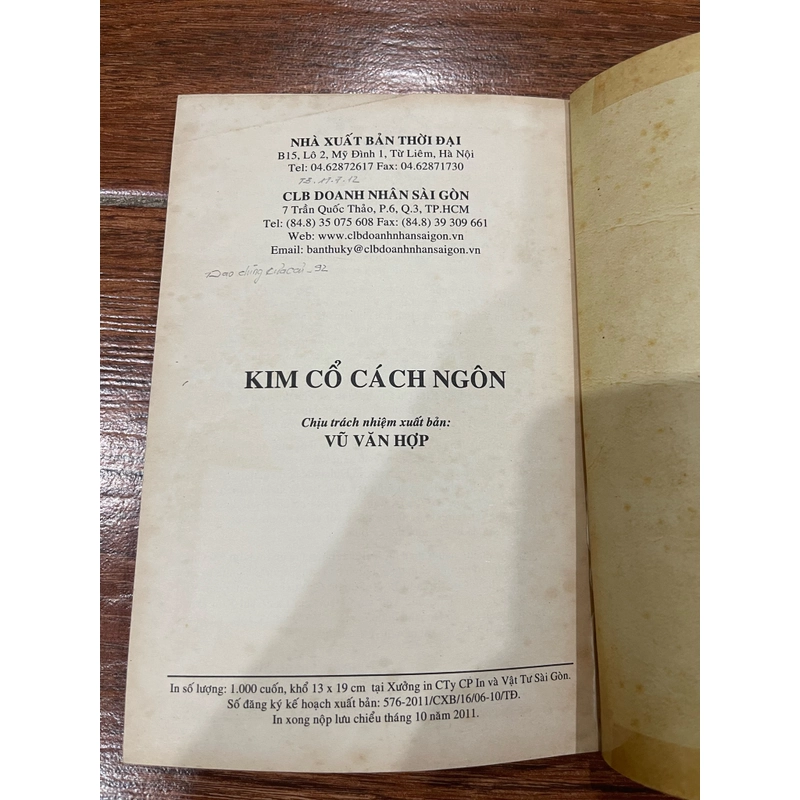 NHÀ XUẤT BẢN THỜI ĐẠI
B15, Lô 2, Mỹ Đình 1, Từ Liêm, Hà Nội
Tel: 04.62872617 Fax: 04.62871730
CLB DOANH NHÂN SÀI GÒN
7 Trần Quốc Thảo, P.6, Q.3, TP.HCM
Tel: (84.8) 35 075 608 Fax: (84.8) 39 309 661
Web: www.clbdoanhnhansaigon.vn
Email: banthuky@clbdoanhnhansaigon.vn
KIM CỔ CÁCH NGÔN
Chịu trách nhiệm xuất bản:
VŨ VĂN HỢP
In số lượng: 1.000 cuốn, khổ 13 x 19 cm tại Xưởng in CTy CP In và Vật Tư Sài Gòn.
Số đăng ký kế hoạch xuất bản: 576-2011/CXB/16/06-10/TĐ.
In xong nộp lưu chiểu tháng 10 năm 2011.